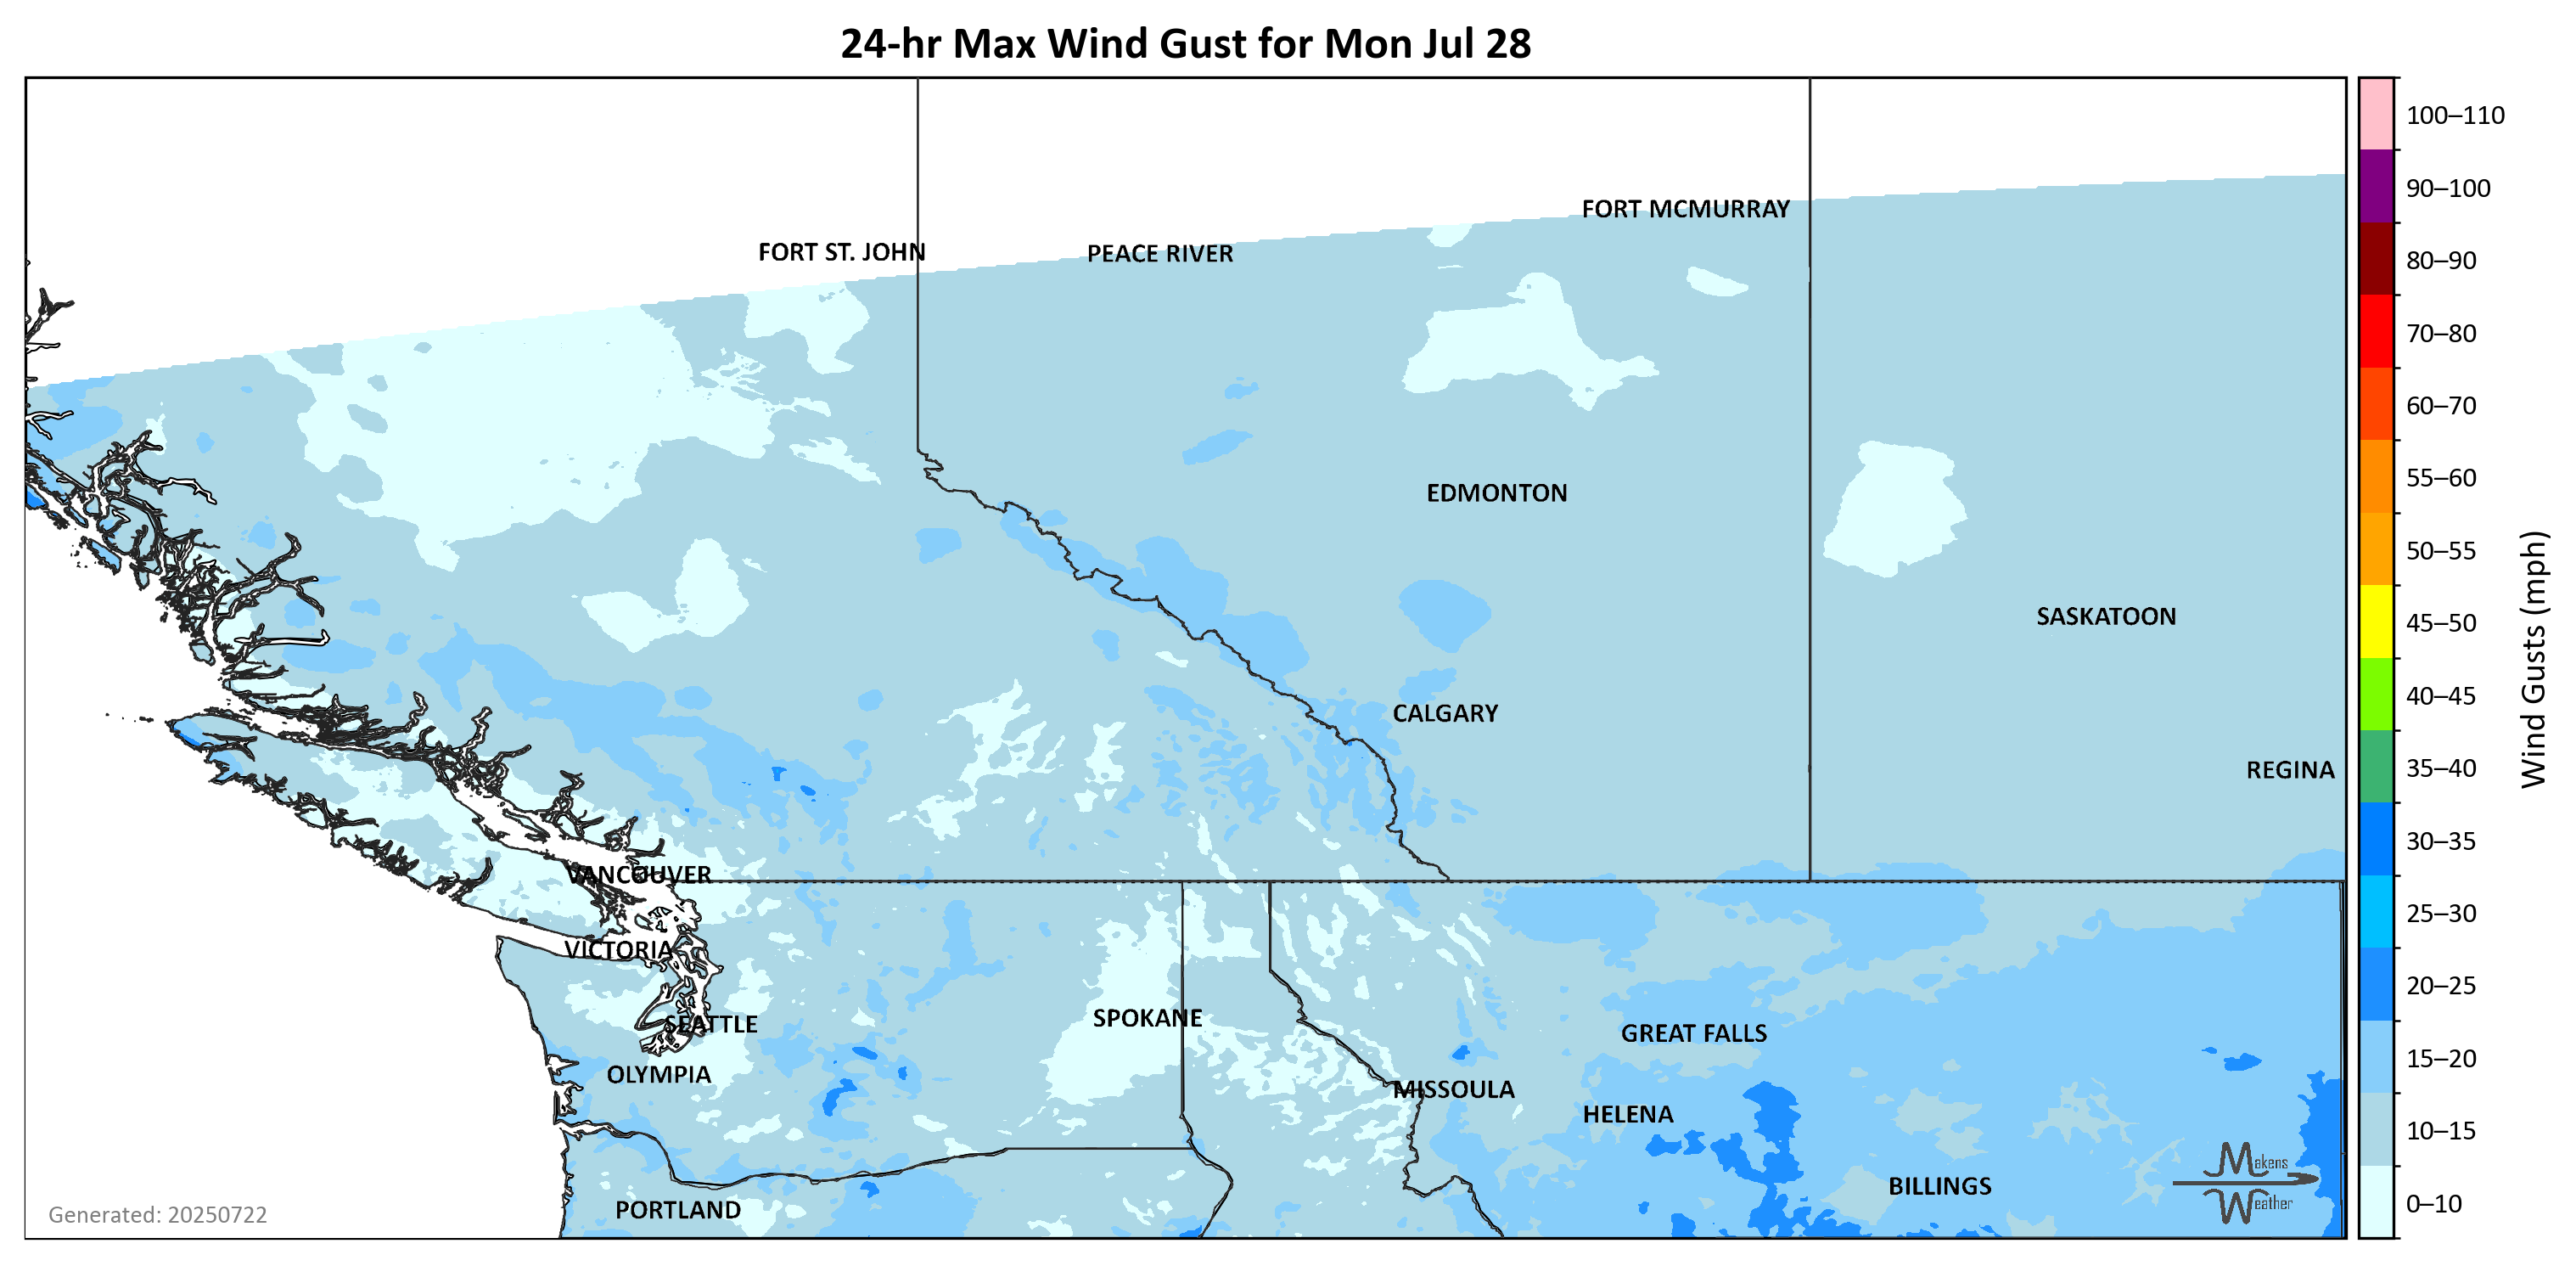 24-hr Max Wind Gust for Mon Jul 28
100–110
90–100
80–90
70–80
60–70
55–60
50–55
45–50
40–45
35–40
30–35
25–30
20–25
15–20
10–15
0–10
Wind Gusts (mph)
FORT MCMURRAY
FORT ST. JOHN
PEACE RIVER
EDMONTON
SASKATOON
CALGARY
REGINA
VANCOUVER
VICTORIA
SPOKANE
SEATTLE
GREAT FALLS
OLYMPIA
MISSOULA
HELENA
BILLINGS
PORTLAND
Makens
Weather
Generated: 20250722